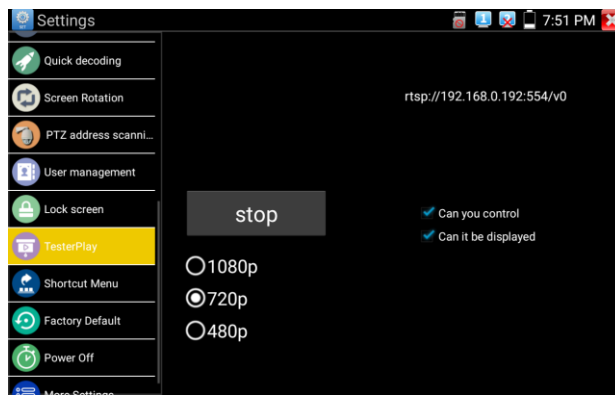 Settings
7:51 PM
Quick decoding
Screen Rotation
PTZ address scanni...
User management
Lock screen
TesterPlay
Shortcut Menu
Factory Default
Power Off
More Settings
rtsp://192.168.0.192:554/v0
stop
Can you control
Can it be displayed
1080p
720p
480p